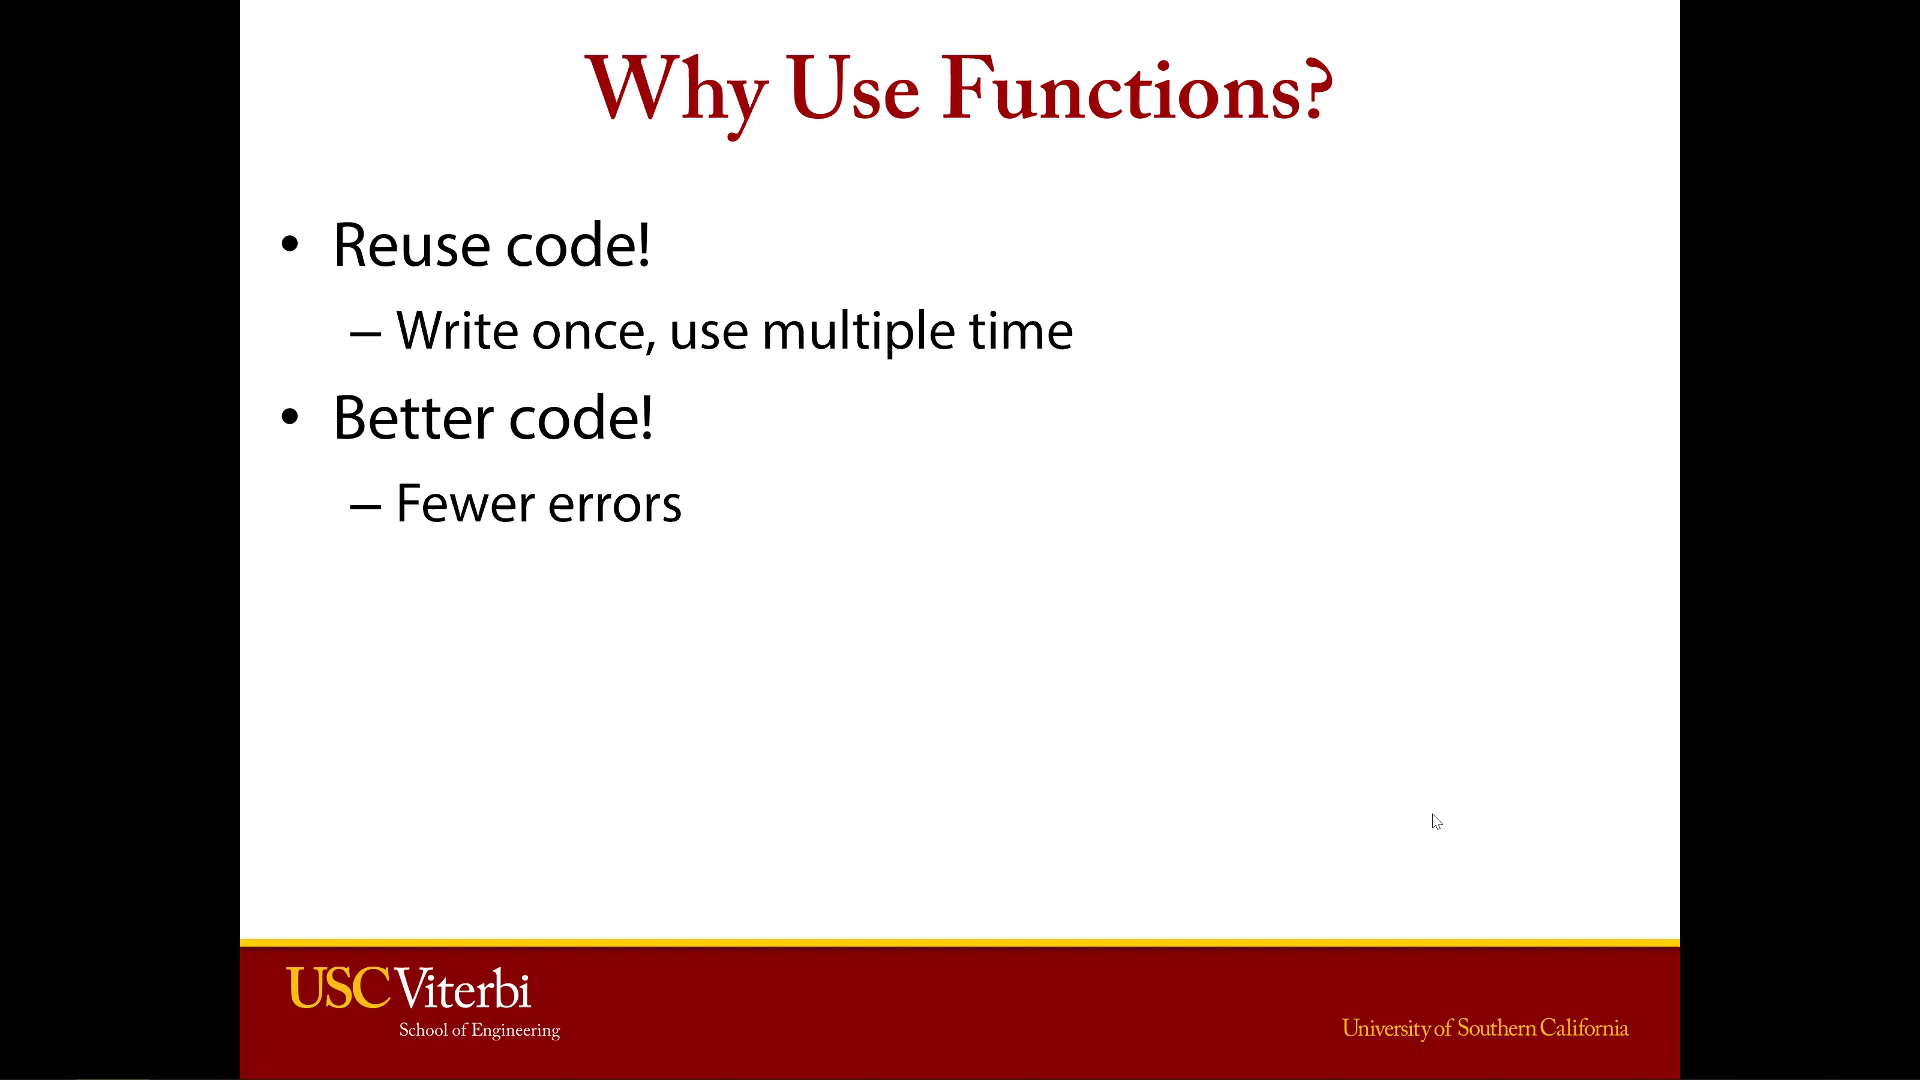 Why Use Functions?
• Reuse code!
– Write once, use multiple time
• Better code!
– Fewer errors
USC Viterbi
School of Engineering
University of Southern California